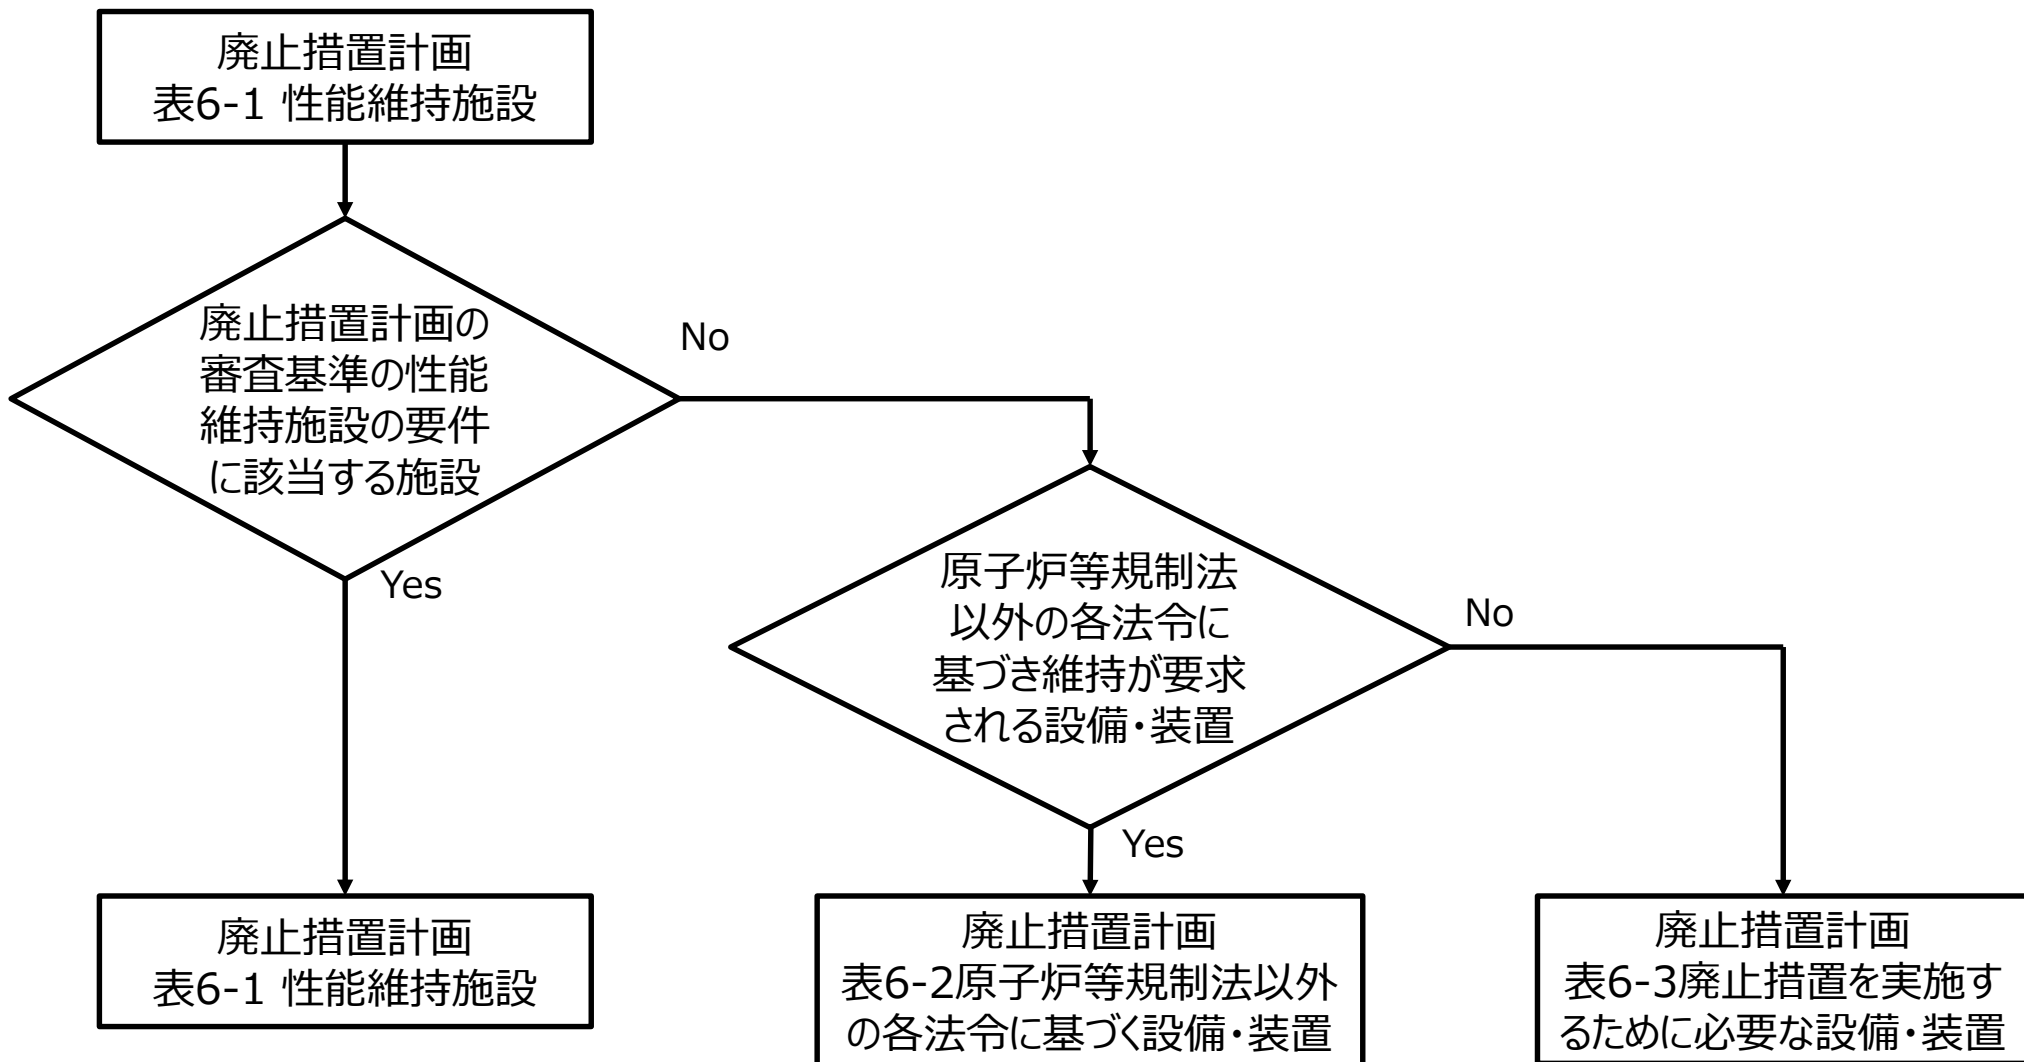 廃止措置計画
表6-1 性能維持施設
廃止措置計画の
審査基準の性能
維持施設の要件
に該当する施設
No
Yes
原子炉等規制法
以外の各法令に
基づき維持が要求
される設備・装置
No
Yes
廃止措置計画
表6-1 性能維持施設
廃止措置計画
表6-2原子炉等規制法以外
の各法令に基づく設備・装置
廃止措置計画
表6-3廃止措置を実施す
るために必要な設備・装置